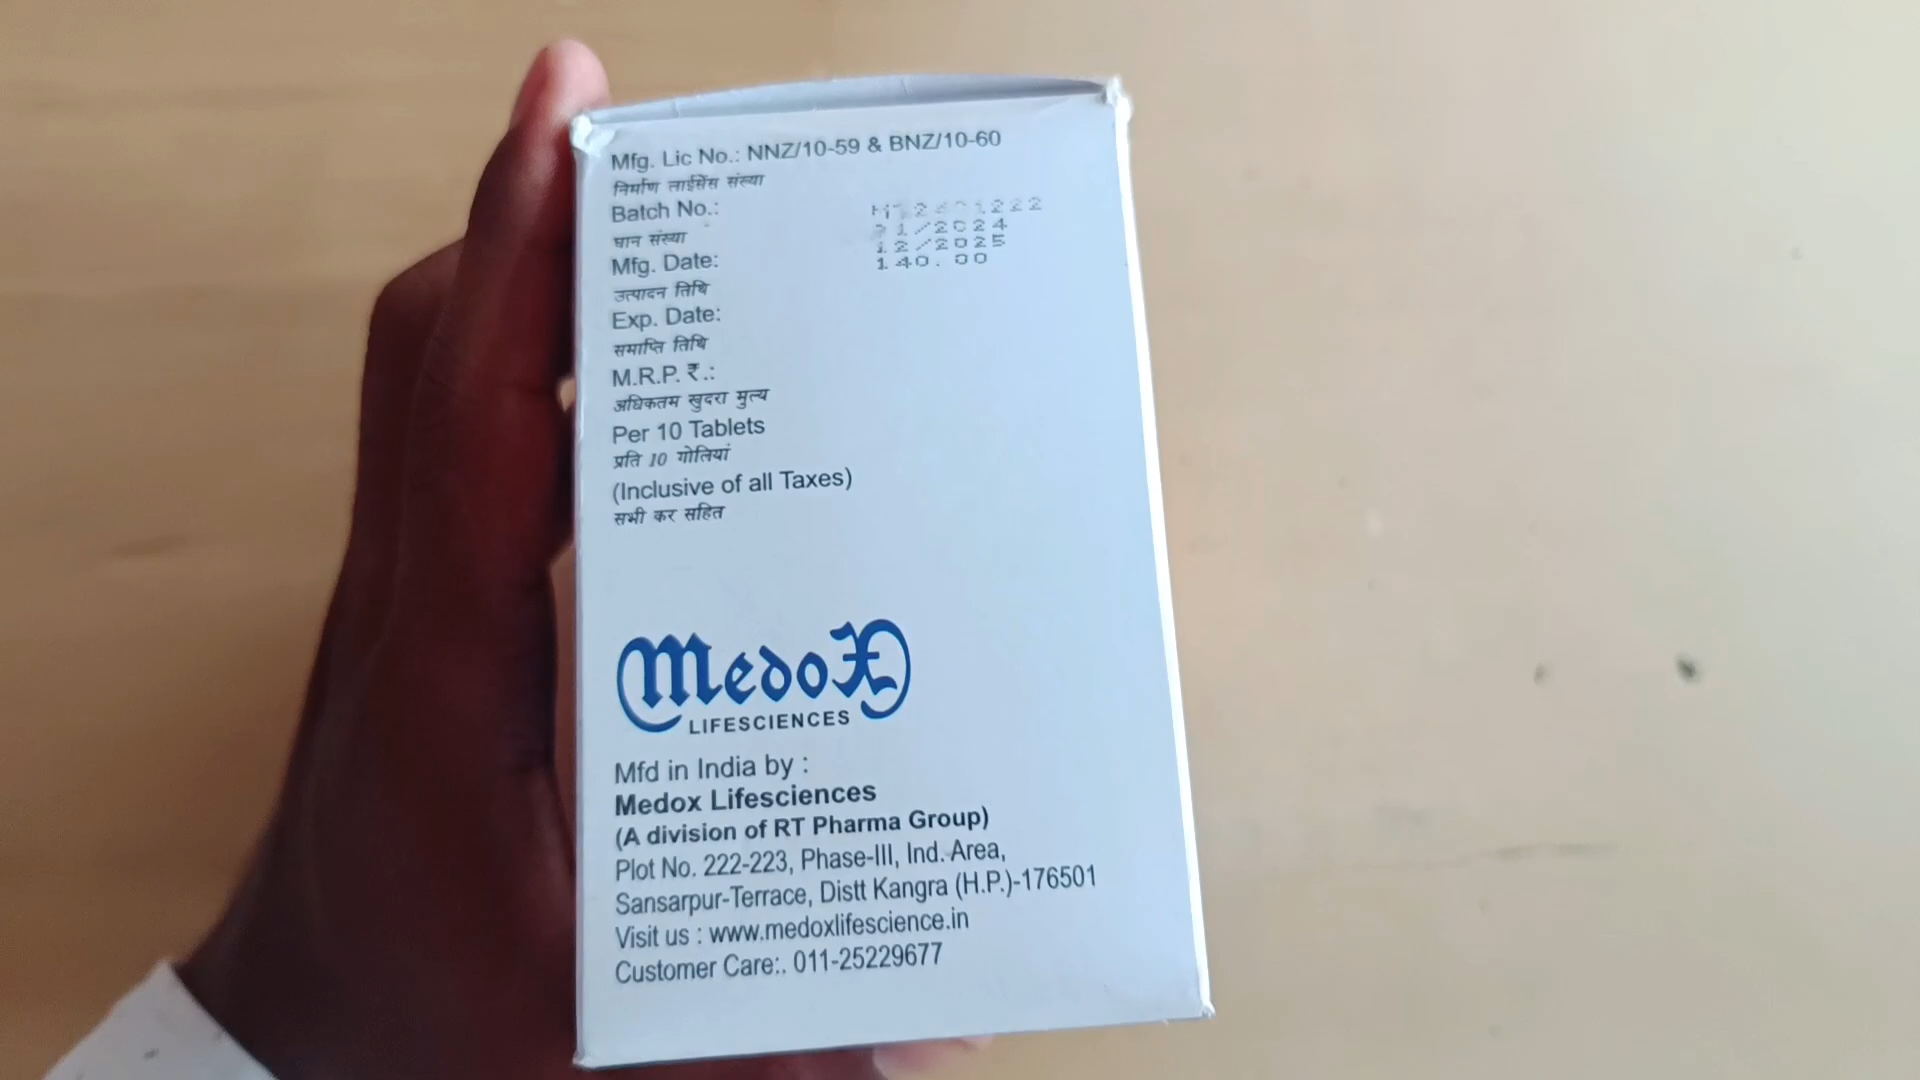 Mfg. Lic No.: NNZ/10-59 & BNZ/10-60
निर्माण लाईसेंस संख्या
Batch No.:
घान संख्या
Mfg. Date:
उत्पादन तिथि
Exp. Date:
समाप्ति तिथि
M.R.P. ₹.:
अधिकतम खुदरा मुल्य
Per 10 Tablets
प्रति 10 गोलियां
(Inclusive of all Taxes)
सभी कर सहित
12/2025
140.00
Medox
LIFESCIENCES
Mfd in India by :
Medox Lifesciences
(A division of RT Pharma Group)
Plot No. 222-223, Phase-III, Ind. Area,
Sansarpur-Terrace, Distt Kangra (H.P.)-176501
Visit us : www.medoxlifescience.in
Customer Care:. 011-25229677